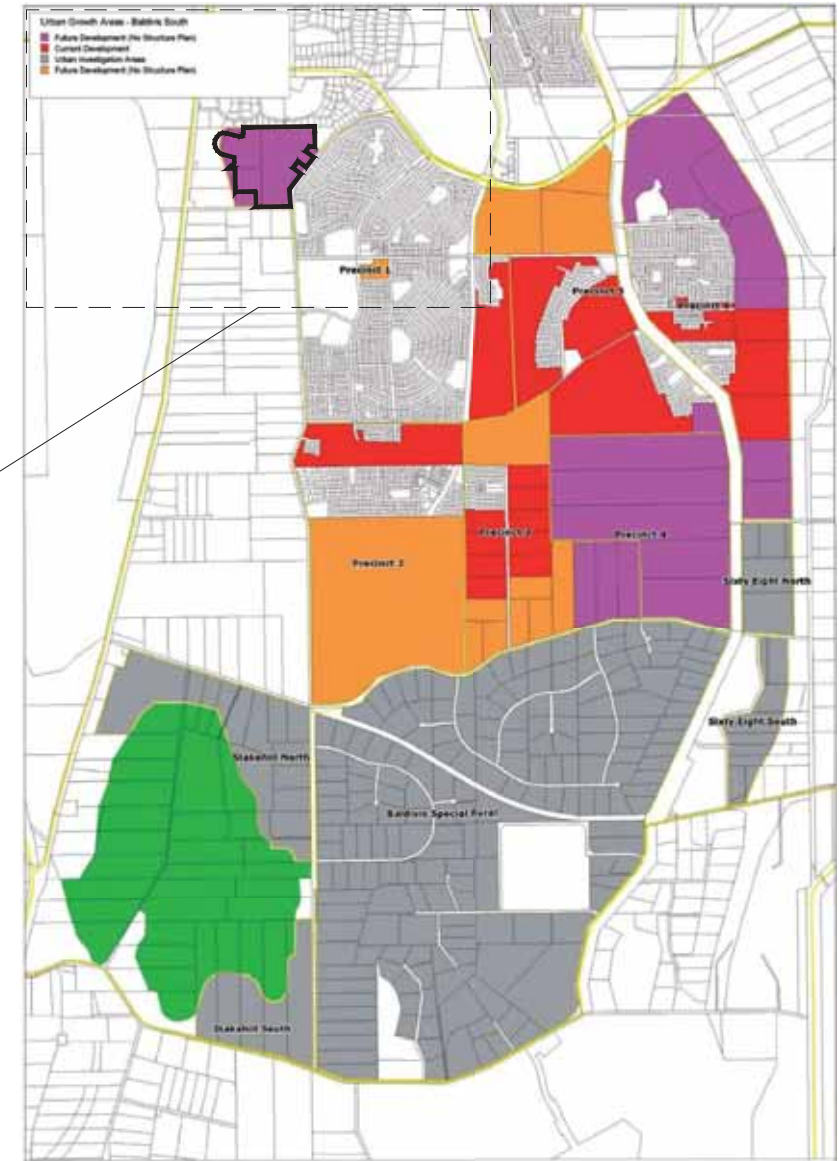 Urban Growth Areas - Baldivis South
Future Development (No Structure Plan)
Current Development
Urban Investigation Areas
Future Development (No Structure Plan)
Precinct 1
Precinct 5
Precinct 6
Precinct 3
Precinct 4
Precinct 2
Sixty Eight North
Sixty Eight South
Stakehill North
Baldivis Special Rural
Stakehill South